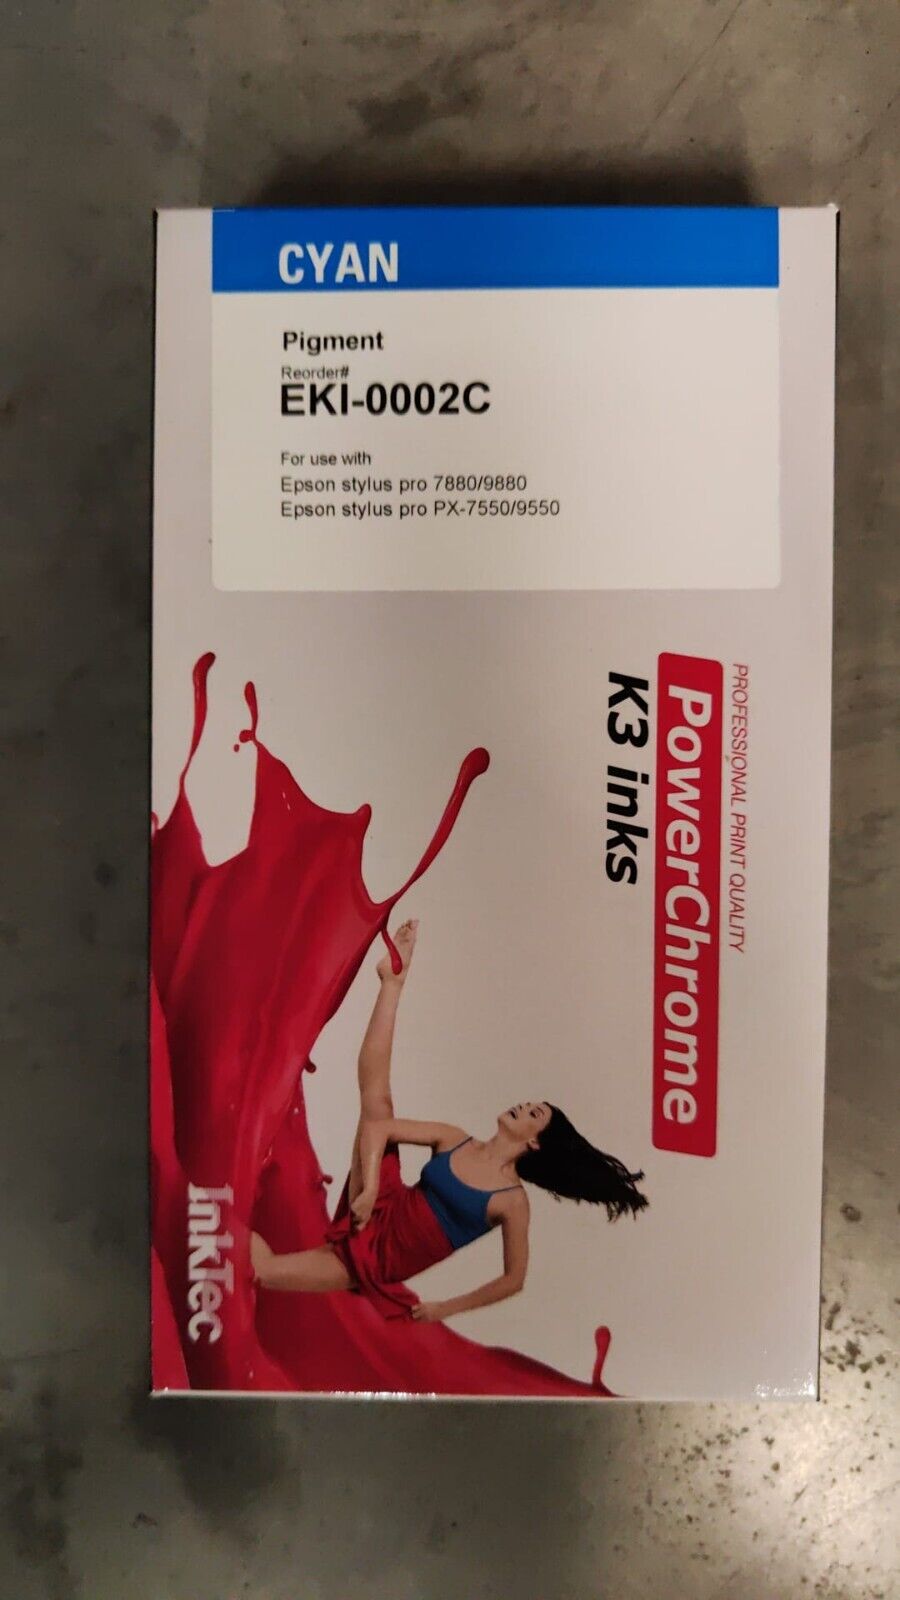 CYAN
Pigment
Reorder#
EKI-0002C
For use with
Epson stylus pro 7880/9880
Epson stylus pro PX-7550/9550
PROFESSIONAL PRINT QUALITY
PowerChrome
K3 inks
InkTec